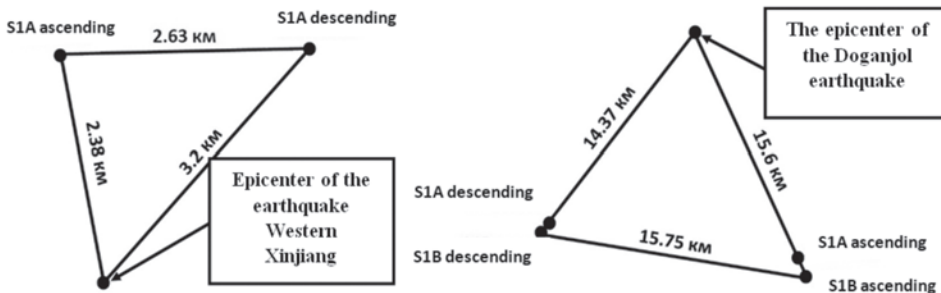 S1A ascending
2.63 км
S1A descending
2.38 км
3.2 км
Epicenter of the
earthquake
Western
Xinjiang
The epicenter of
the Doganjol
earthquake
14.37 км
15.6 км
S1A descending
S1B descending
15.75 км
S1A ascending
S1B ascending